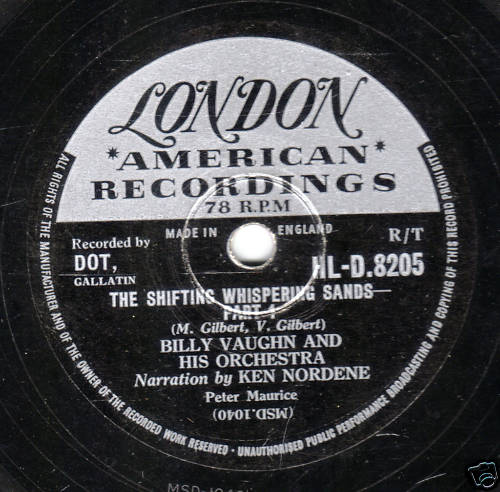 LONDON
*AMERICAN*
RECORDINGS
78 R.P.M
MADE IN ENGLAND
Recorded by
DOT,
GALLATIN
R/T
HL-D.8205
THE SHIFTING WHISPERING SANDS—
PART 1
(M. Gilbert, V. Gilbert)
BILLY VAUGHN AND
HIS ORCHESTRA
Narration by KEN NORDENE
Peter Maurice
(MSD.1040)
ALL RIGHTS OF THE MANUFACTURER AND OF THE OWNER OF THE RECORDED WORK RESERVED - UNAUTHORISED PUBLIC PERFORMANCE BROADCASTING AND COPYING OF THIS RECORD PROHIBITED